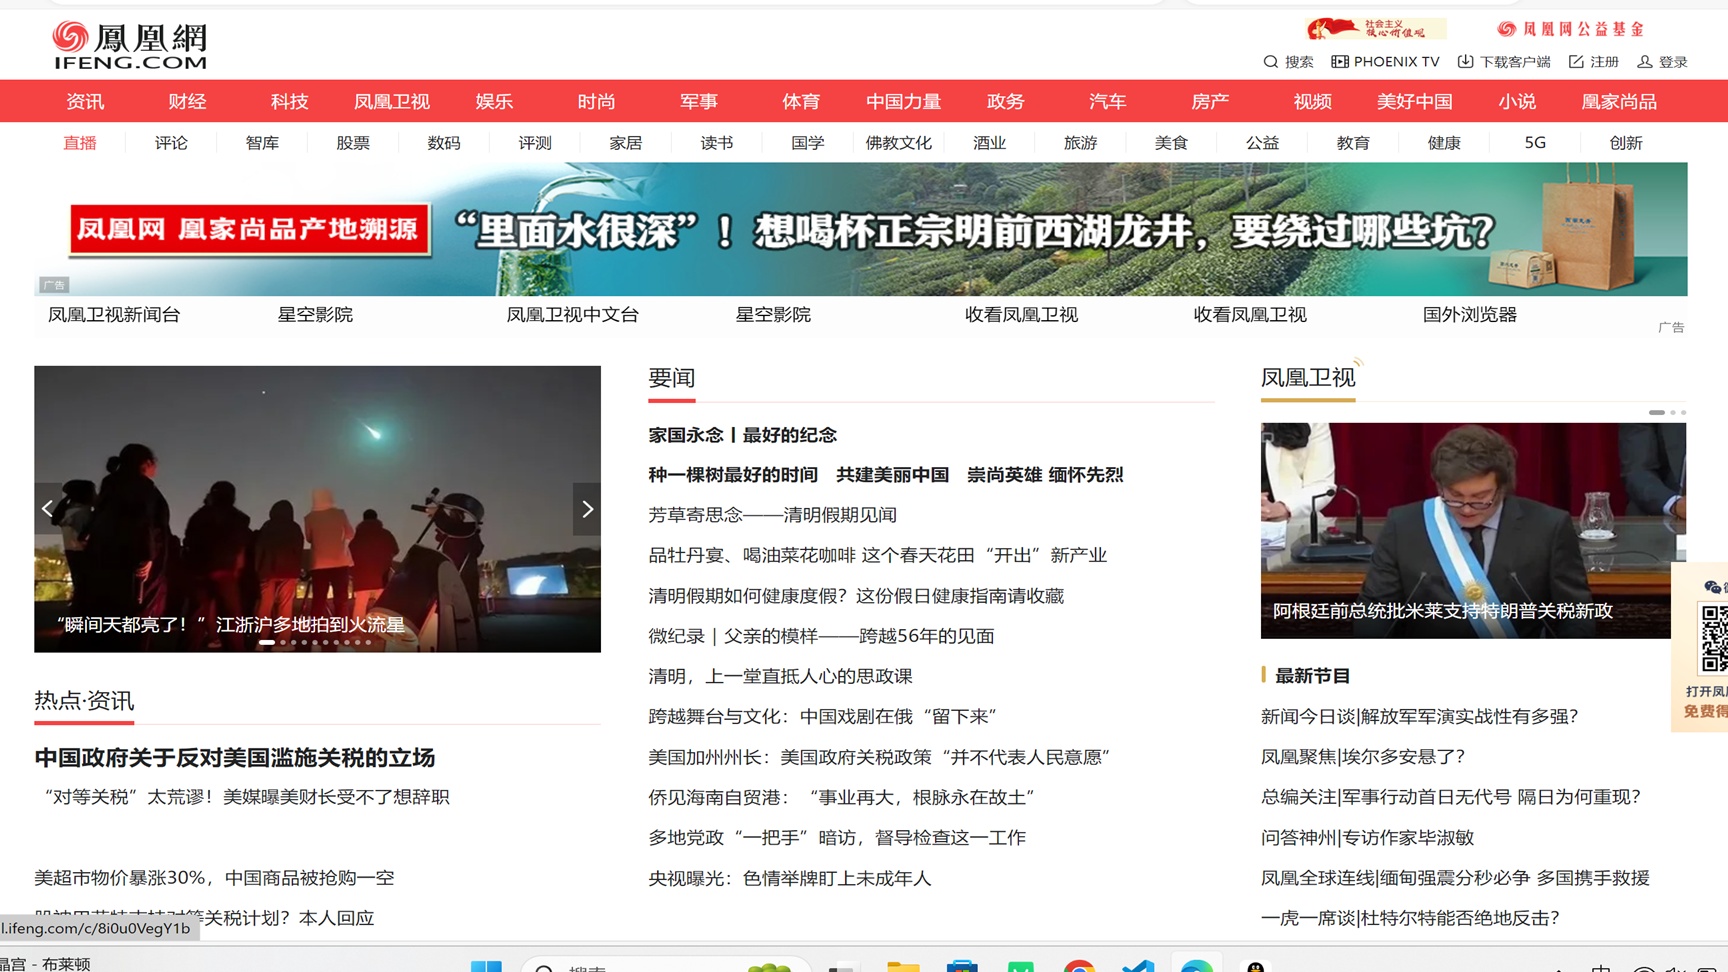 鳳凰網
IFENG.COM
社会主义
核心价值观
凤凰网公益基金
搜索 PHOENIX TV 下载客户端 注册 登录
资讯 财经 科技 凤凰卫视 娱乐 时尚 军事 体育 中国力量 政务 汽车 房产 视频 美好中国 小说 凰家尚品
直播 评论 智库 股票 数码 评测 家居 读书 国学 佛教文化 酒业 旅游 美食 公益 教育 健康 5G 创新
凤凰网 凰家尚品产地溯源 “里面水很深”！想喝杯正宗明前西湖龙井，要绕过哪些坑？
广告
凤凰卫视新闻台 星空影院 凤凰卫视中文台 星空影院 收看凤凰卫视 收看凤凰卫视 国外浏览器
广告
“瞬间天都亮了！”江浙沪多地拍到火流星
热点·资讯
中国政府关于反对美国滥施关税的立场
“对等关税”太荒谬！美媒曝美财长受不了想辞职
美超市物价暴涨30%，中国商品被抢购一空
关税计划？本人回应
要闻
家国永念丨最好的纪念
种一棵树最好的时间 共建美丽中国 崇尚英雄 缅怀先烈
芳草寄思念——清明假期见闻
品牡丹宴、喝油菜花咖啡 这个春天花田“开出”新产业
清明假期如何健康度假？这份假日健康指南请收藏
微纪录｜父亲的模样——跨越56年的见面
清明，上一堂直抵人心的思政课
跨越舞台与文化：中国戏剧在俄“留下来”
美国加州州长：美国政府关税政策“并不代表人民意愿”
侨见海南自贸港：“事业再大，根脉永在故土”
多地党政“一把手”暗访，督导检查这一工作
央视曝光：色情举牌盯上未成年人
凤凰卫视
阿根廷前总统批米莱支持特朗普关税新政
最新节目
新闻今日谈|解放军军演实战性有多强？
凤凰聚焦|埃尔多安悬了？
总编关注|军事行动首日无代号 隔日为何重现？
问答神州|专访作家毕淑敏
凤凰全球连线|缅甸强震分秒必争 多国携手救援
一虎一席谈|杜特尔特能否绝地反击？
打开凤
免费得
l.ifeng.com/c/8i0u0VegY1b
晶宫 - 布莱顿
搜索
中